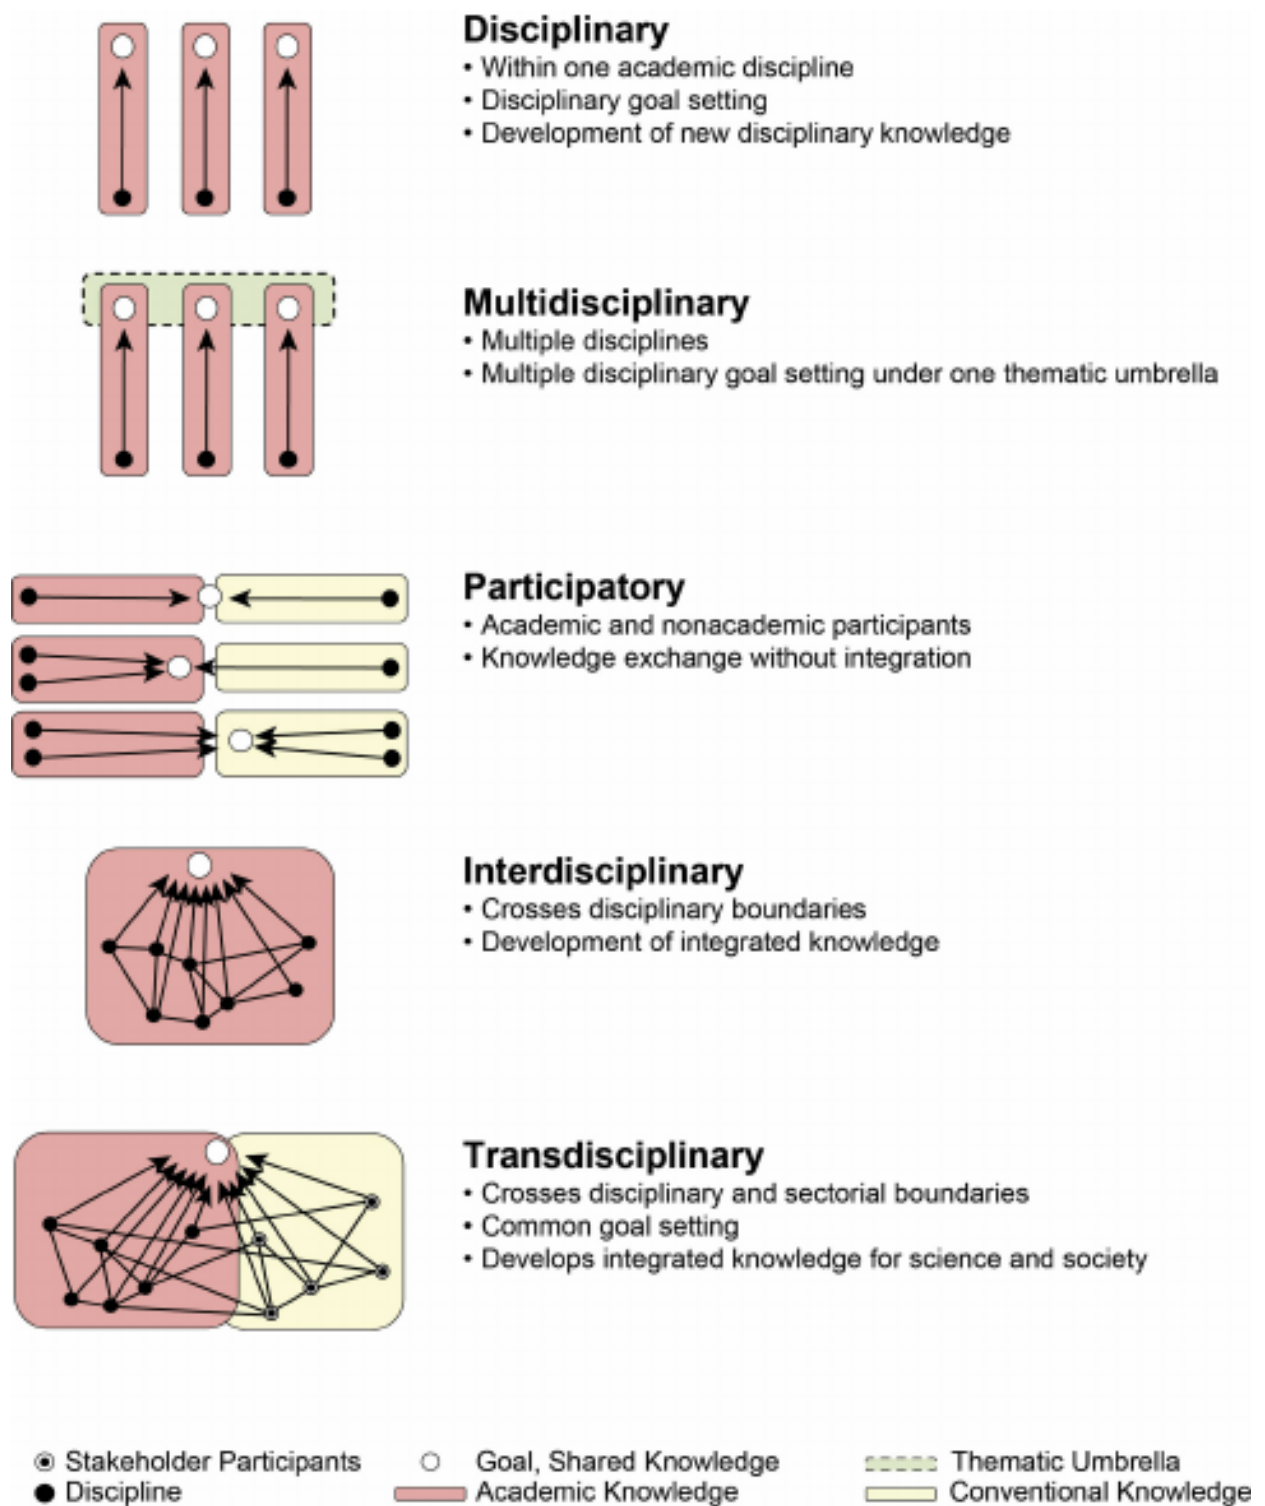 Disciplinary
• Within one academic discipline
• Disciplinary goal setting
• Development of new disciplinary knowledge
Multidisciplinary
• Multiple disciplines
• Multiple disciplinary goal setting under one thematic umbrella
Participatory
• Academic and nonacademic participants
• Knowledge exchange without integration
Interdisciplinary
• Crosses disciplinary boundaries
• Development of integrated knowledge
Transdisciplinary
• Crosses disciplinary and sectorial boundaries
• Common goal setting
• Develops integrated knowledge for science and society
Stakeholder Participants
Goal, Shared Knowledge
Thematic Umbrella
Discipline
Academic Knowledge
Conventional Knowledge